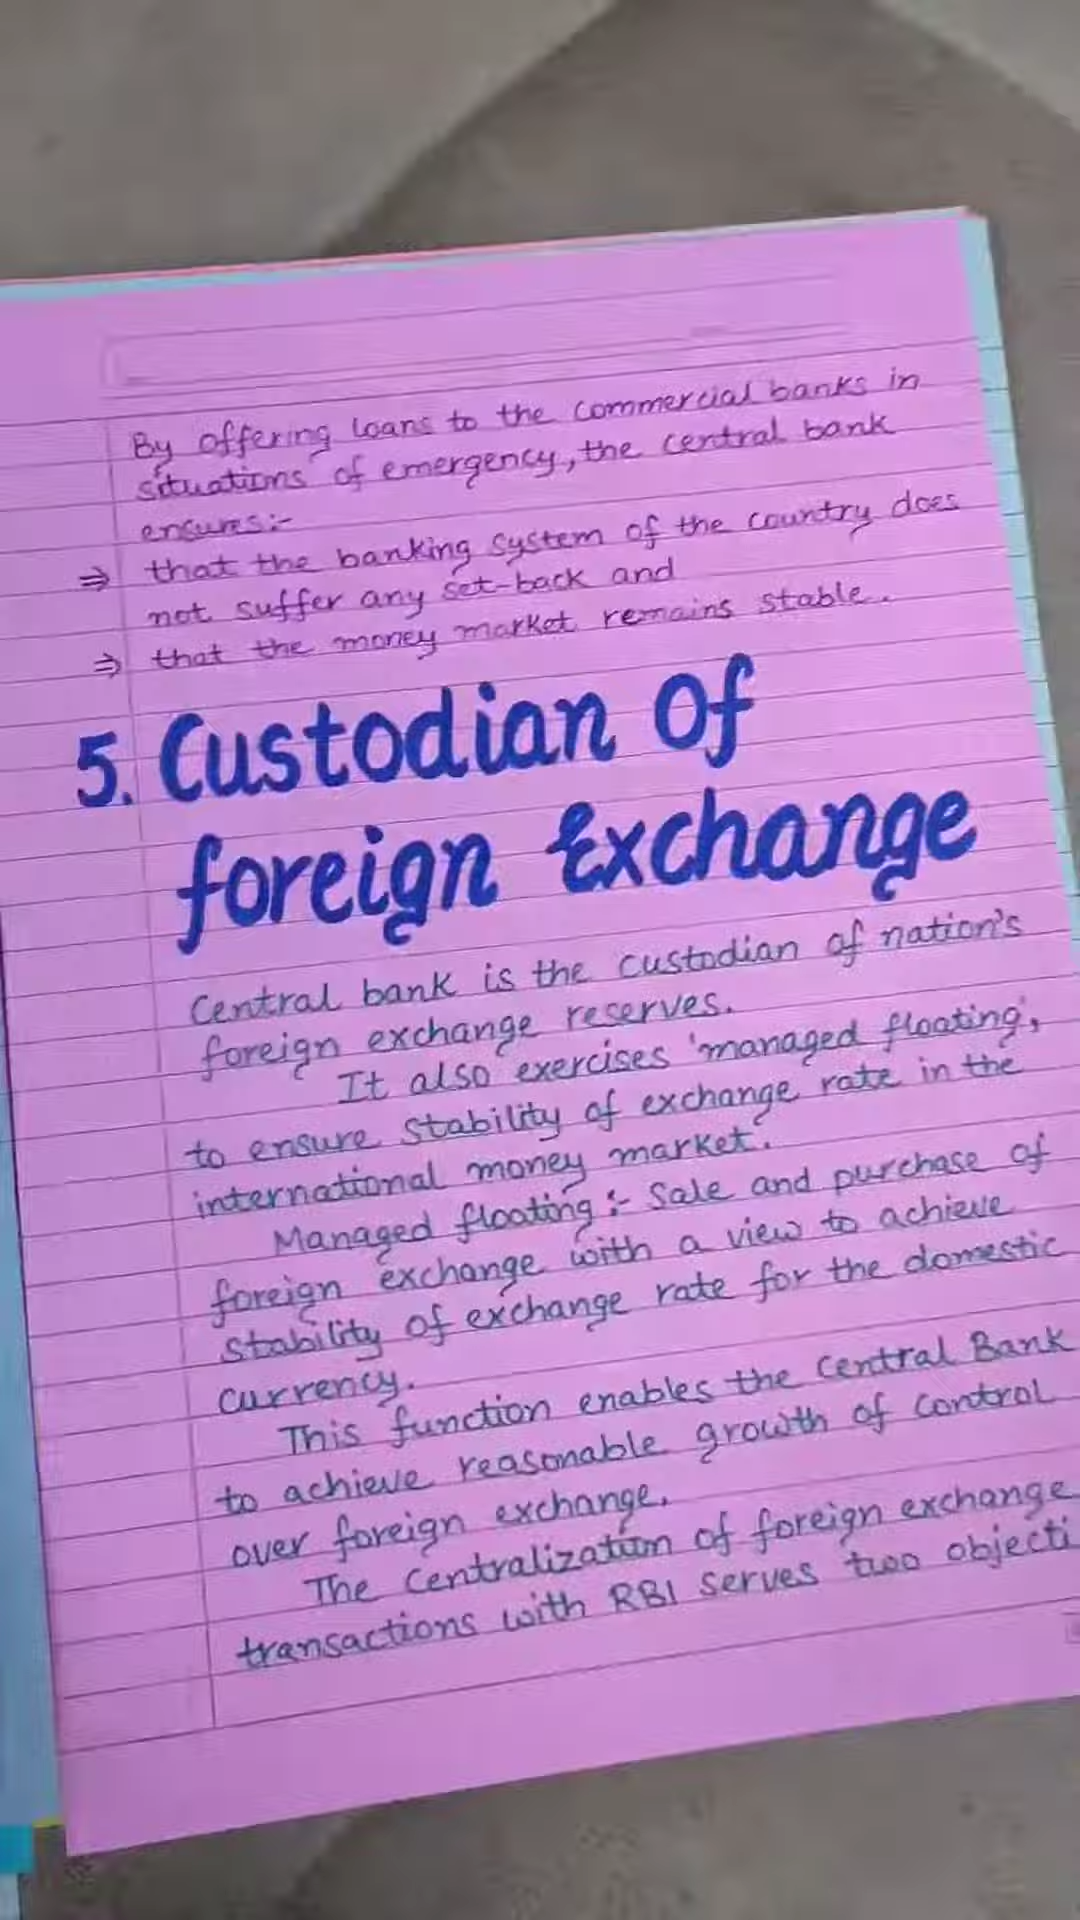 By offering loans to the commercial banks in
situations of emergency, the central bank
ensures:-
⇒ that the banking system of the country does
not suffer any set-back and
⇒ that the money market remains stable.
5. Custodian Of
foreign Exchange
Central bank is the custodian of nation's
foreign exchange reserves.
It also exercises 'managed floating',
to ensure stability of exchange rate in the
international money market.
Managed floating :- Sale and purchase of
foreign exchange with a view to achieve
stability of exchange rate for the domestic
currency.
This function enables the Central Bank
to achieve reasonable growth of control
over foreign exchange.
The Centralization of foreign exchange
transactions with RBI serves two objecti